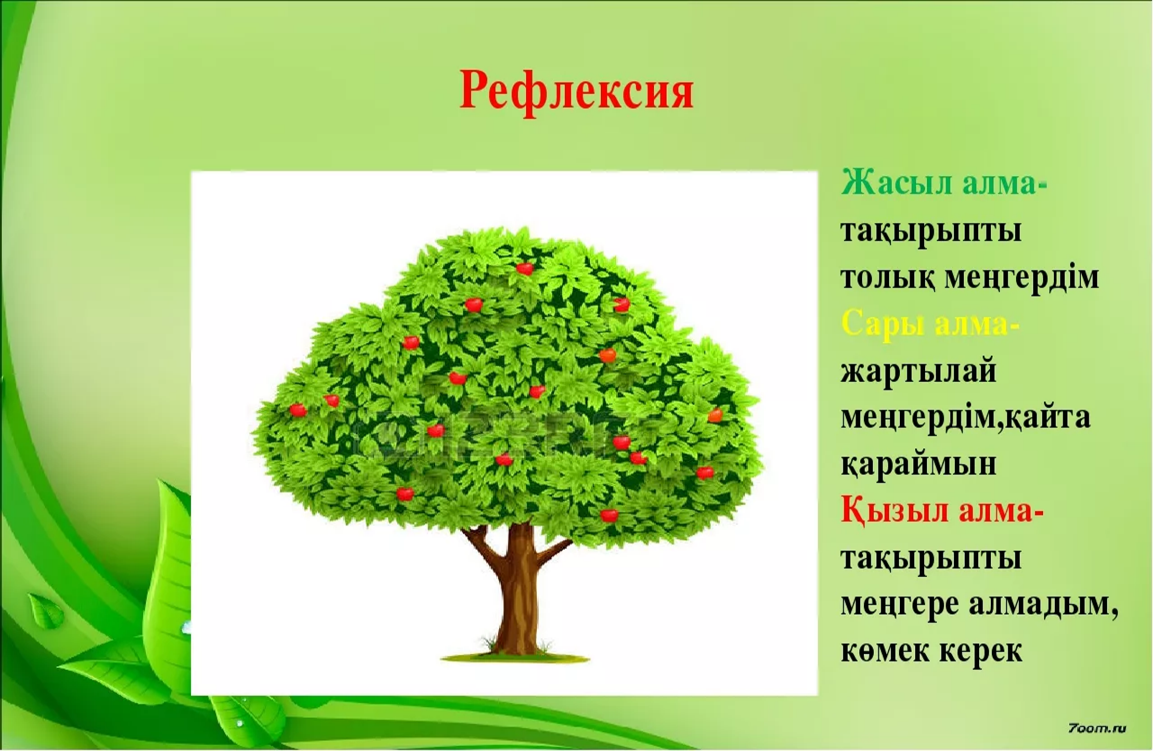 Рефлексия
Жасыл алма-
тақырыпты
толық меңгердім
Сары алма-
жартылай
меңгердім,қайта
қараймын
Қызыл алма-
тақырыпты
меңгере алмадым,
көмек керек
7oom.ru